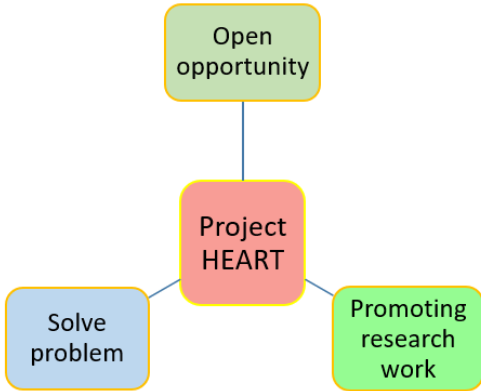 Open
opportunity
Project
HEART
Solve
problem
Promoting
research
work